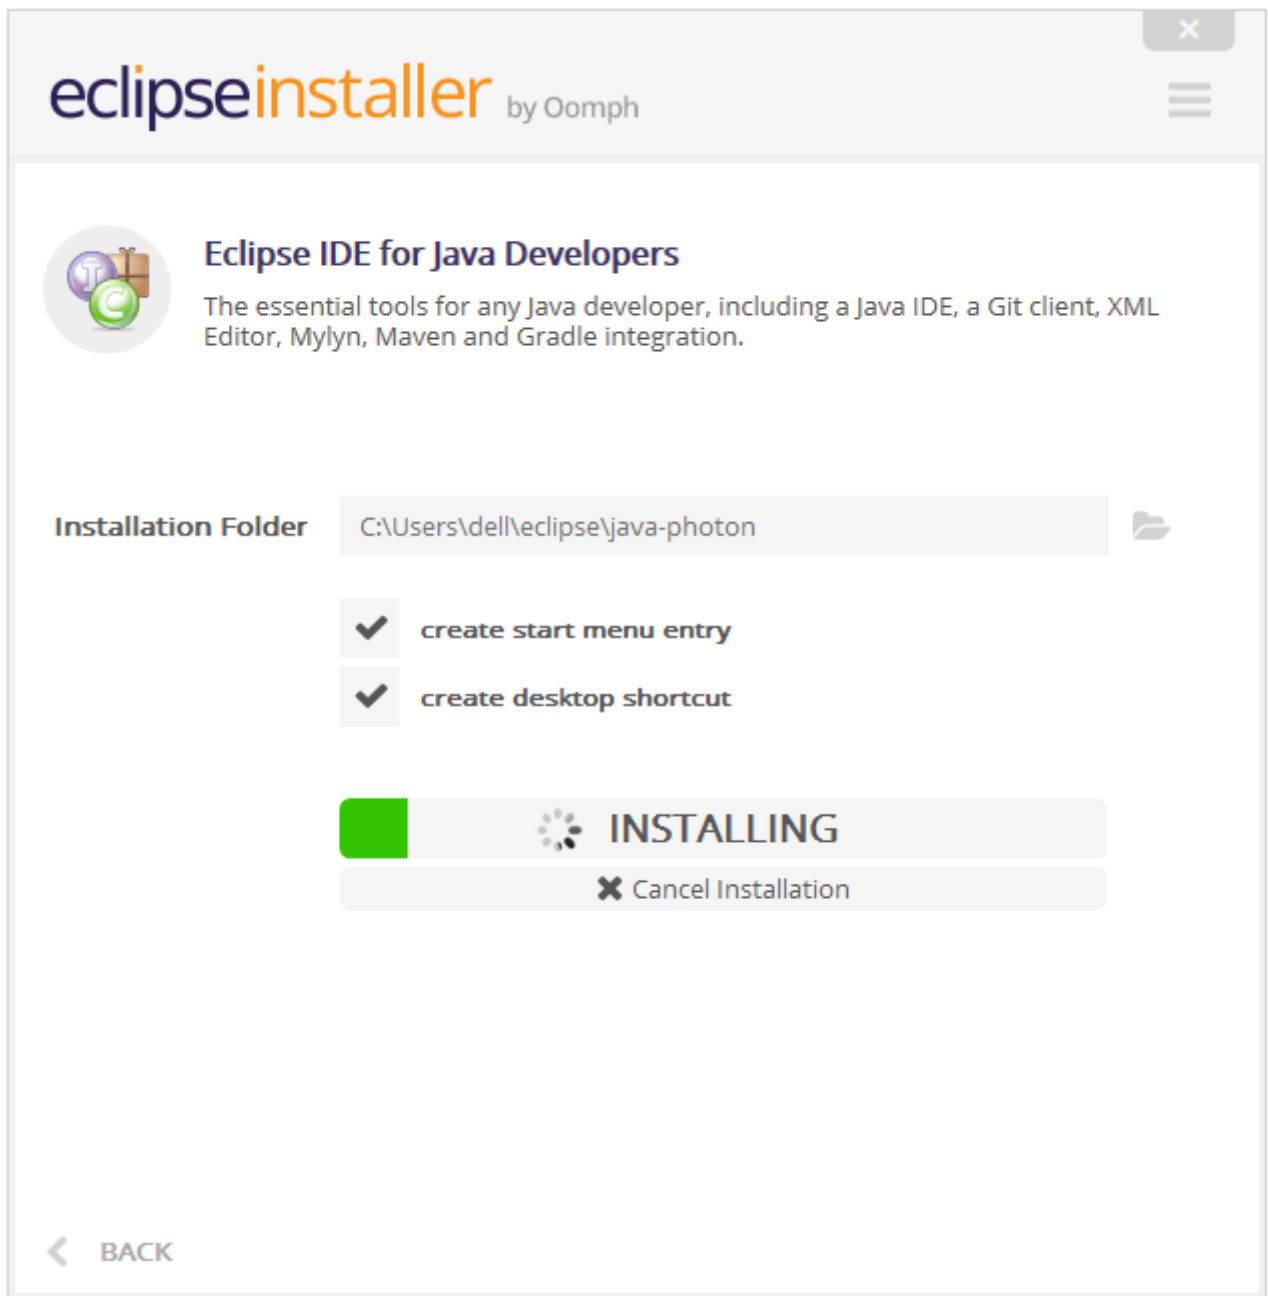 eclipseinstaller by Oomph
Eclipse IDE for Java Developers
The essential tools for any Java developer, including a Java IDE, a Git client, XML
Editor, Mylyn, Maven and Gradle integration.
Installation Folder C:\Users\dell\eclipse\java-photon
create start menu entry
create desktop shortcut
INSTALLING
Cancel Installation
BACK